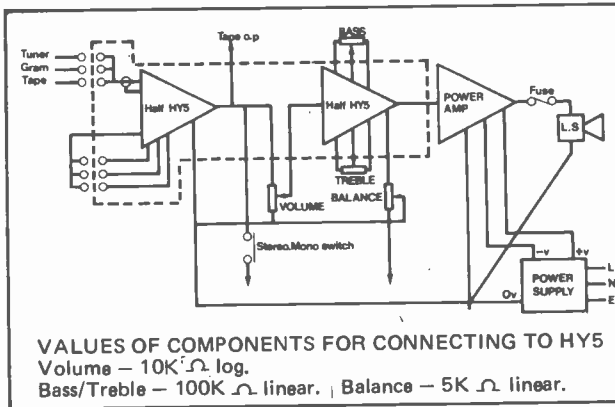 BASS
Tape o.p
Tuner
Gram
Tape
Half HY5
Half HY5
POWER
AMP
Fuse
L.S
TREBLE
VOLUME
BALANCE
Stereo.Mono switch
–v
+v
POWER
SUPPLY
L
N
E
Ov
VALUES OF COMPONENTS FOR CONNECTING TO HY5
Volume – 10K Ω log.
Bass/Treble – 100K Ω linear. Balance – 5K Ω linear.